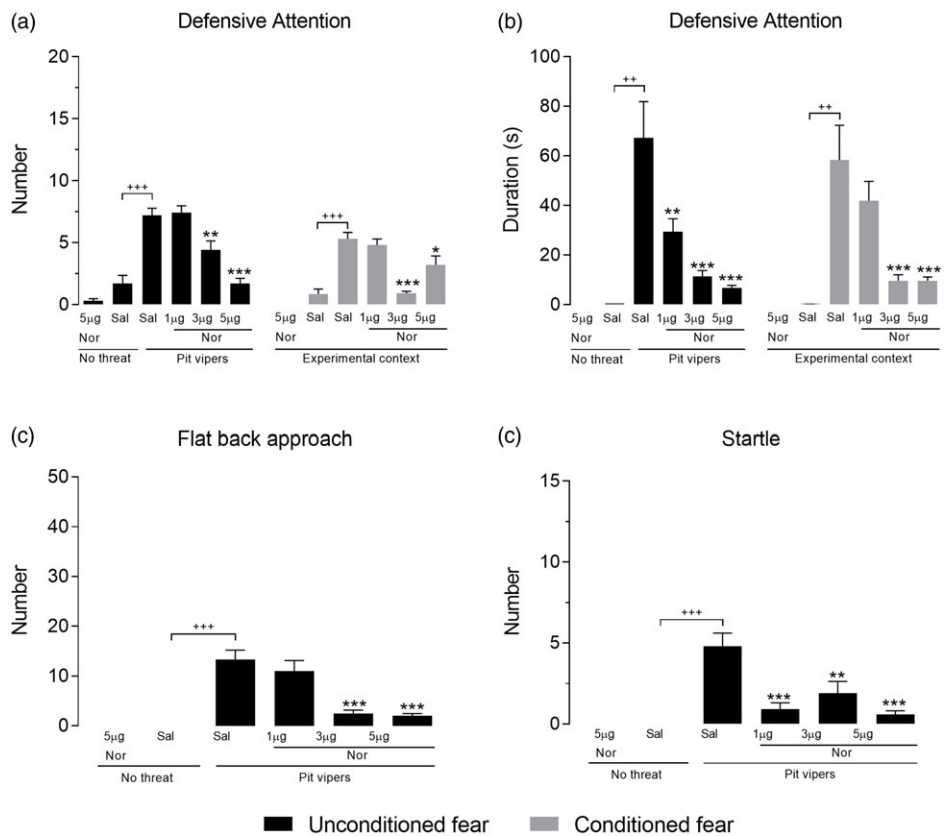 (a) Defensive Attention
Number
20
15
10
5
0
+++
**
***
+++
***
*
5µg Sal Sal 1µg 3µg 5µg 5µg Sal Sal 1µg 3µg 5µg
Nor Nor Nor Nor
No threat Pit vipers Experimental context
(b) Defensive Attention
Duration (s)
100
80
60
40
20
0
++
**
***
***
++
***
***
5µg Sal Sal 1µg 3µg 5µg 5µg Sal Sal 1µg 3µg 5µg
Nor Nor Nor Nor
No threat Pit vipers Experimental context
(c) Flat back approach
Number
50
40
30
20
10
0
+++
***
***
5µg Sal Sal 1µg 3µg 5µg
Nor Nor
No threat Pit vipers
(c) Startle
Number
15
10
5
0
+++
***
**
***
5µg Sal Sal 1µg 3µg 5µg
Nor Nor
No threat Pit vipers
Unconditioned fear Conditioned fear